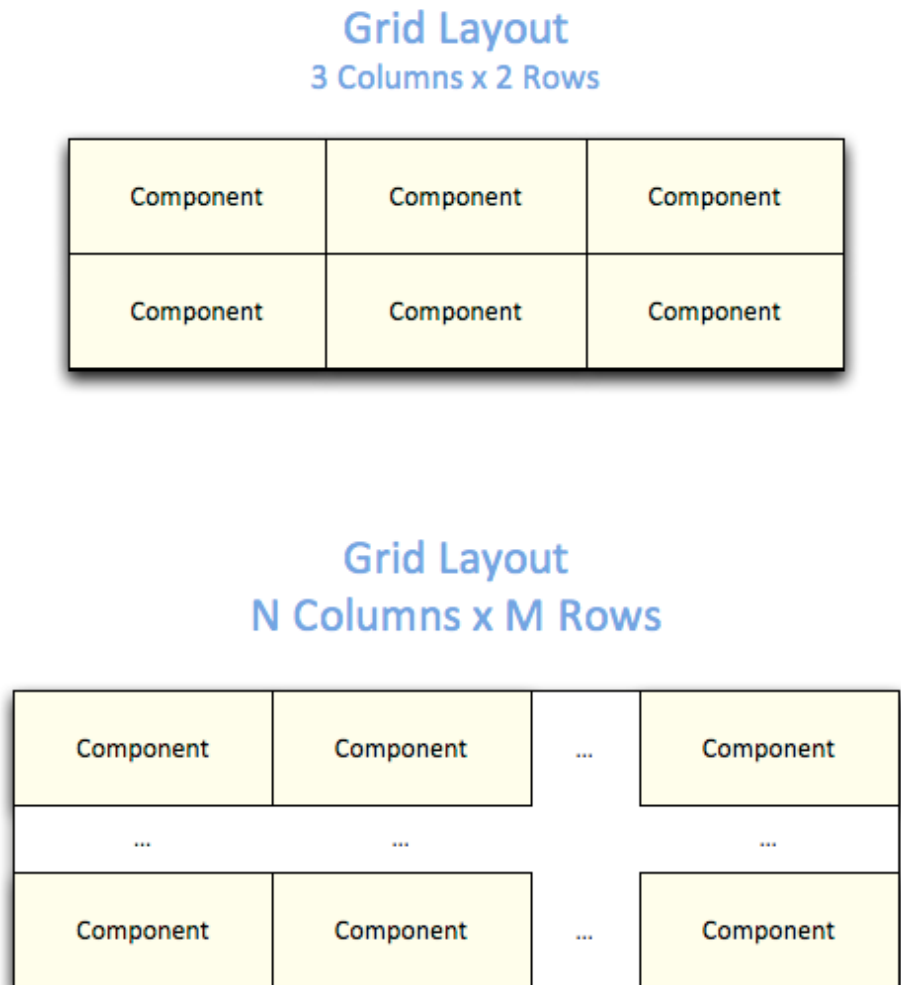 Grid Layout
3 Columns x 2 Rows
Component Component Component
Component Component Component
Grid Layout
N Columns x M Rows
Component Component ... Component
... ... ...
Component Component ... Component